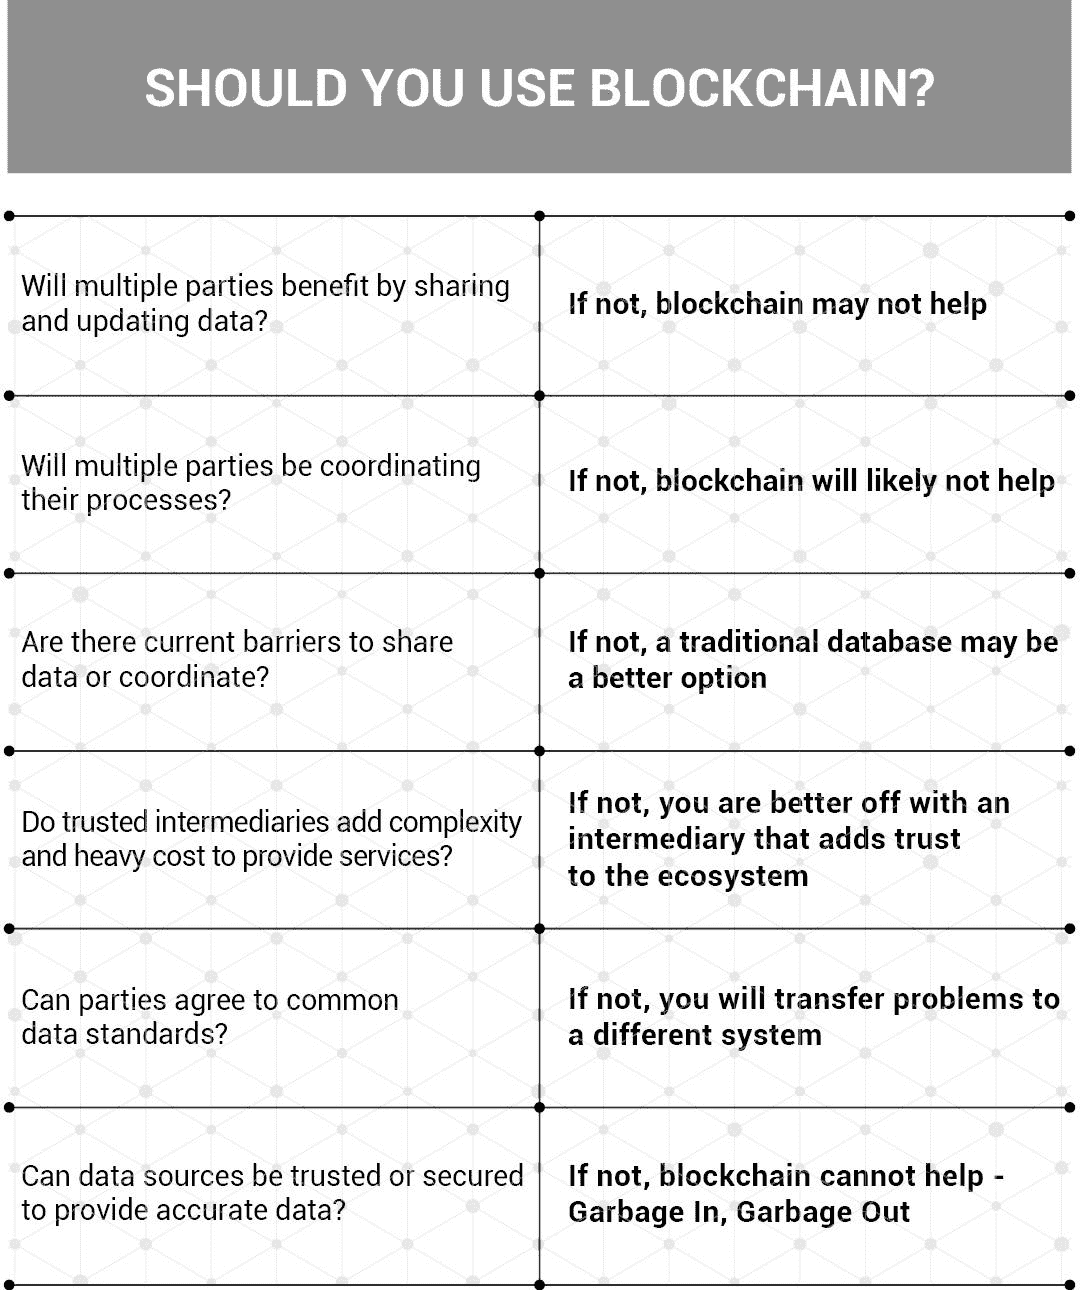 SHOULD YOU USE BLOCKCHAIN?
Will multiple parties benefit by sharing
and updating data?
If not, blockchain may not help
Will multiple parties be coordinating
their processes?
If not, blockchain will likely not help
Are there current barriers to share
data or coordinate?
If not, a traditional database may be
a better option
Do trusted intermediaries add complexity
and heavy cost to provide services?
If not, you are better off with an
intermediary that adds trust
to the ecosystem
Can parties agree to common
data standards?
If not, you will transfer problems to
a different system
Can data sources be trusted or secured
to provide accurate data?
If not, blockchain cannot help -
Garbage In, Garbage Out